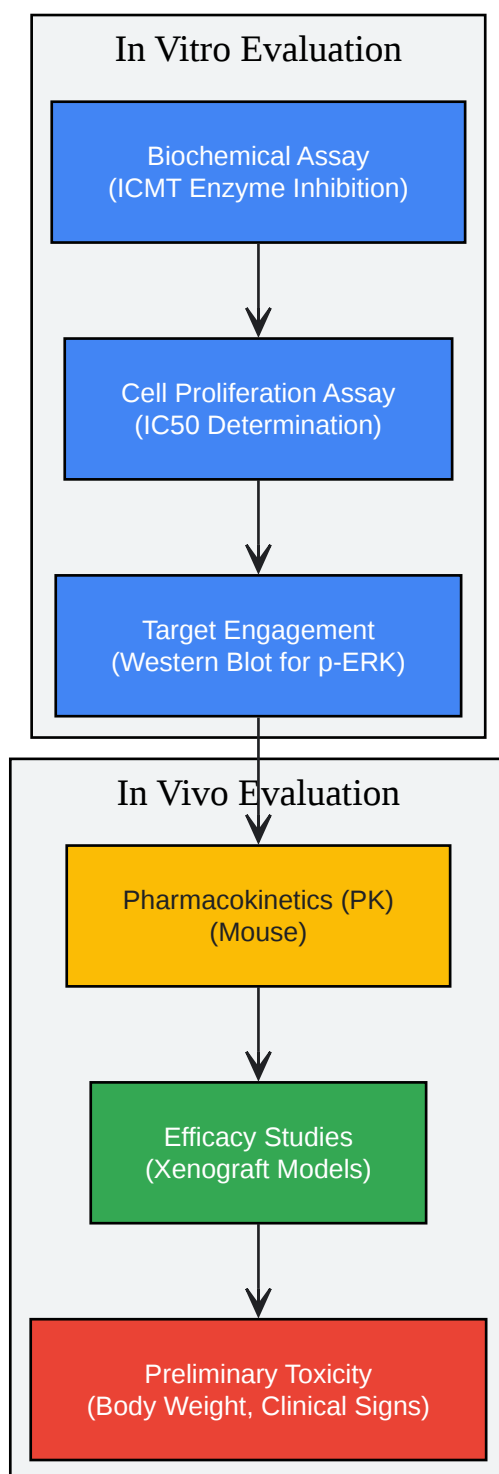 In Vitro Evaluation
Biochemical Assay
(ICMT Enzyme Inhibition)
Cell Proliferation Assay
(IC50 Determination)
Target Engagement
(Western Blot for p-ERK)
In Vivo Evaluation
Pharmacokinetics (PK)
(Mouse)
Efficacy Studies
(Xenograft Models)
Preliminary Toxicity
(Body Weight, Clinical Signs)